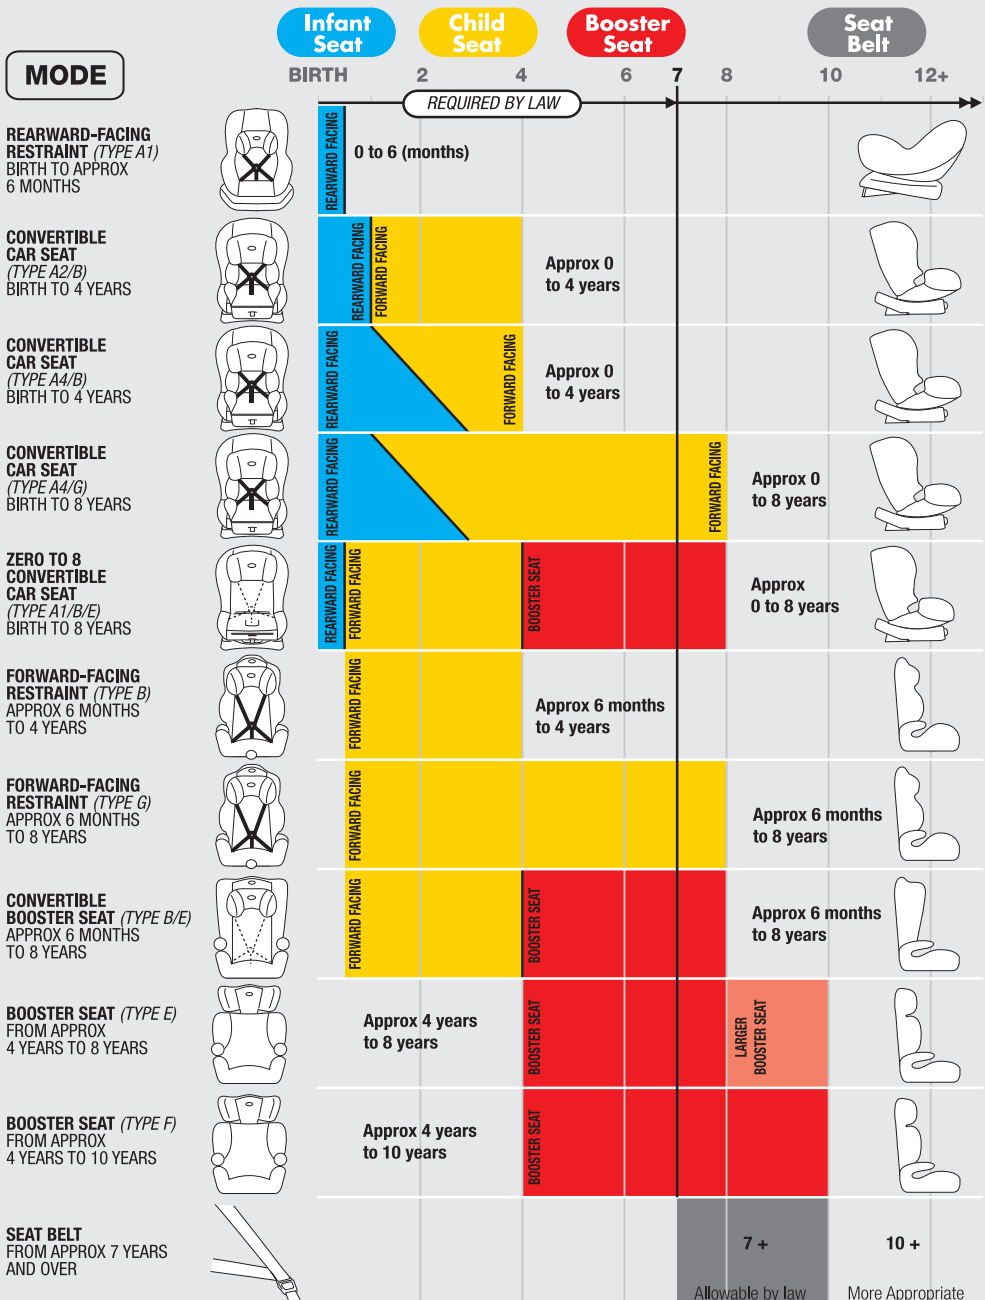 Infant
Seat
Child
Seat
Booster
Seat
Seat
Belt
MODE
BIRTH 2 4 6 7 8 10 12+
REQUIRED BY LAW
REARWARD-FACING
RESTRAINT (TYPE A1)
BIRTH TO APPROX
6 MONTHS
REARWARD FACING
0 to 6 (months)
CONVERTIBLE
CAR SEAT
(TYPE A2/B)
BIRTH TO 4 YEARS
REARWARD FACING
FORWARD FACING
Approx 0
to 4 years
CONVERTIBLE
CAR SEAT
(TYPE A4/B)
BIRTH TO 4 YEARS
REARWARD FACING
FORWARD FACING
Approx 0
to 4 years
CONVERTIBLE
CAR SEAT
(TYPE A4/G)
BIRTH TO 8 YEARS
REARWARD FACING
FORWARD FACING
Approx 0
to 8 years
ZERO TO 8
CONVERTIBLE
CAR SEAT
(TYPE A1/B/E)
BIRTH TO 8 YEARS
REARWARD FACING
FORWARD FACING
BOOSTER SEAT
Approx
0 to 8 years
FORWARD-FACING
RESTRAINT (TYPE B)
APPROX 6 MONTHS
TO 4 YEARS
FORWARD FACING
Approx 6 months
to 4 years
FORWARD-FACING
RESTRAINT (TYPE G)
APPROX 6 MONTHS
TO 8 YEARS
FORWARD FACING
Approx 6 months
to 8 years
CONVERTIBLE
BOOSTER SEAT (TYPE B/E)
APPROX 6 MONTHS
TO 8 YEARS
FORWARD FACING
BOOSTER SEAT
Approx 6 months
to 8 years
BOOSTER SEAT (TYPE E)
FROM APPROX
4 YEARS TO 8 YEARS
Approx 4 years
to 8 years
BOOSTER SEAT
LARGER
BOOSTER SEAT
BOOSTER SEAT (TYPE F)
FROM APPROX
4 YEARS TO 10 YEARS
Approx 4 years
to 10 years
BOOSTER SEAT
SEAT BELT
FROM APPROX 7 YEARS
AND OVER
7 +
Allowable by law
10 +
More Appropriate